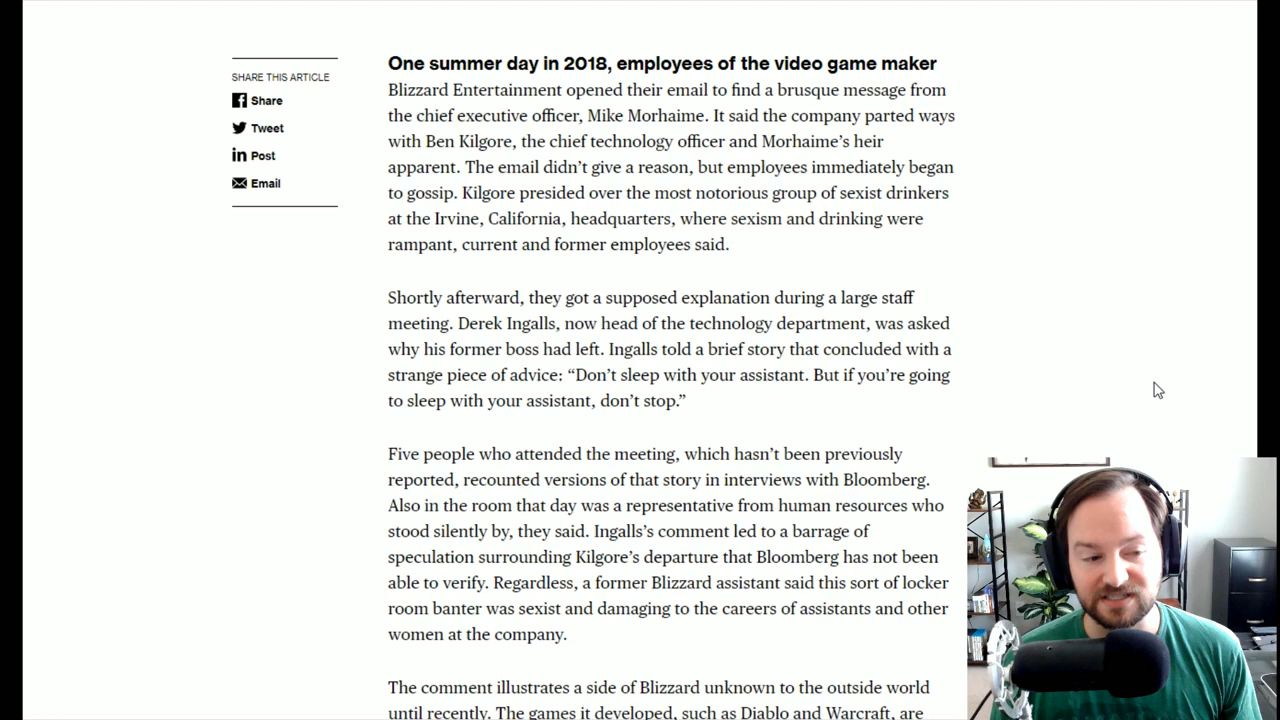 SHARE THIS ARTICLE
Share
Tweet
Post
Email
One summer day in 2018, employees of the video game maker
Blizzard Entertainment opened their email to find a brusque message from
the chief executive officer, Mike Morhaime. It said the company parted ways
with Ben Kilgore, the chief technology officer and Morhaime’s heir
apparent. The email didn’t give a reason, but employees immediately began
to gossip. Kilgore presided over the most notorious group of sexist drinkers
at the Irvine, California, headquarters, where sexism and drinking were
rampant, current and former employees said.
Shortly afterward, they got a supposed explanation during a large staff
meeting. Derek Ingalls, now head of the technology department, was asked
why his former boss had left. Ingalls told a brief story that concluded with a
strange piece of advice: “Don’t sleep with your assistant. But if you’re going
to sleep with your assistant, don’t stop.”
Five people who attended the meeting, which hasn’t been previously
reported, recounted versions of that story in interviews with Bloomberg.
Also in the room that day was a representative from human resources who
stood silently by, they said. Ingalls’s comment led to a barrage of
speculation surrounding Kilgore’s departure that Bloomberg has not been
able to verify. Regardless, a former Blizzard assistant said this sort of locker
room banter was sexist and damaging to the careers of assistants and other
women at the company.
The comment illustrates a side of Blizzard unknown to the outside world
until recently. The games it developed, such as Diablo and Warcraft, are